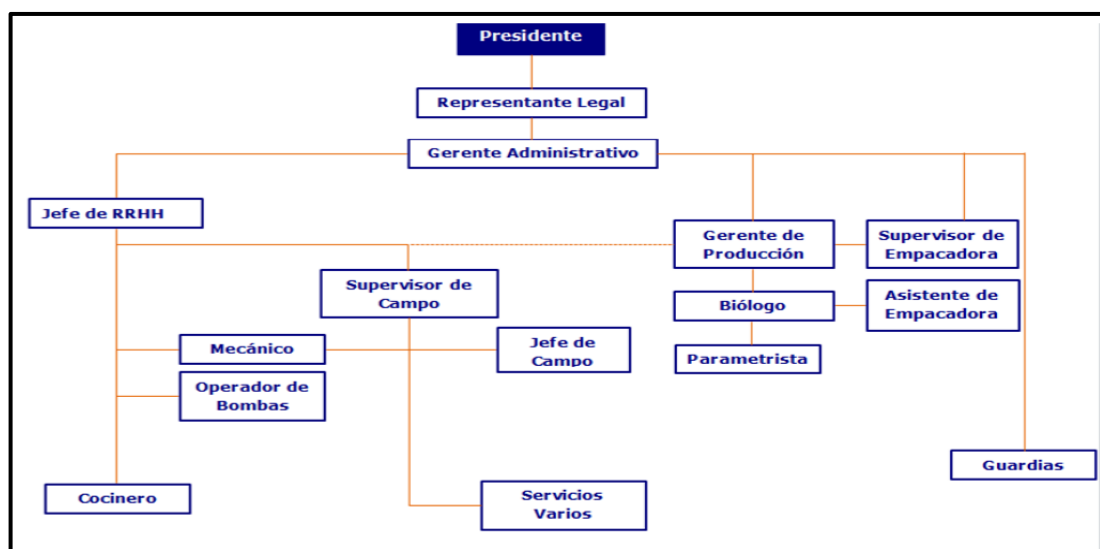 Presidente
Representante Legal
Gerente Administrativo
Jefe de RRHH
Gerente de
Producción
Supervisor de
Empacadora
Supervisor de
Campo
Biólogo
Asistente de
Empacadora
Mecánico
Jefe de
Campo
Parametrista
Operador de
Bombas
Guardias
Cocinero
Servicios
Varios